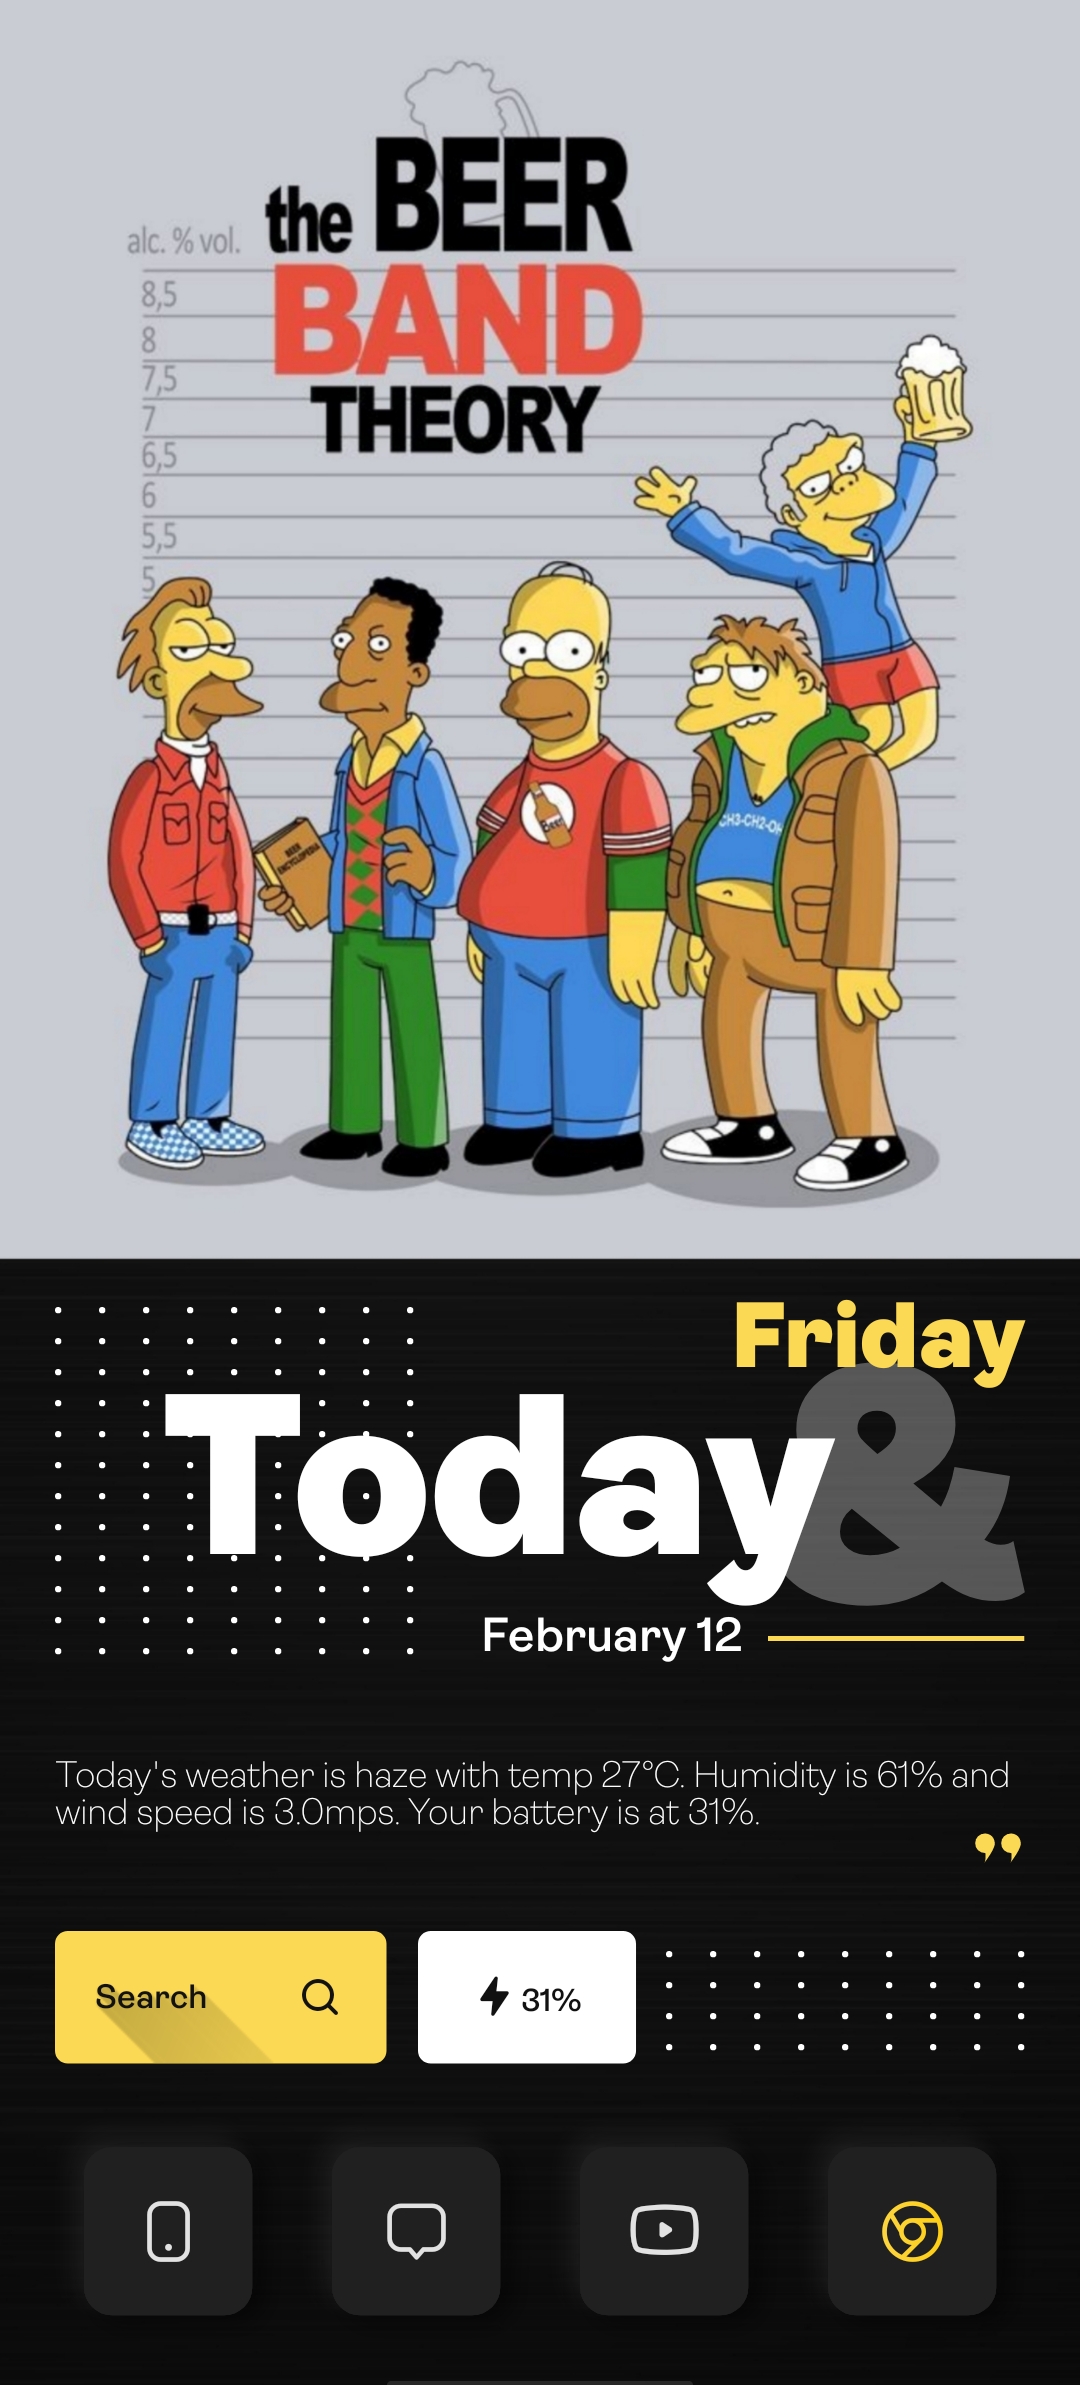 the BEER
BAND
THEORY
alc. % vol.
8,5
8
7,5
7
6,5
6
5,5
5
BEER
ENCYCLOPEDIA
Beer
CH3-CH2-OH
Friday
Today &
February 12
Today's weather is haze with temp 27°C. Humidity is 61% and
wind speed is 3.0mps. Your battery is at 31%.
”
Search
31%